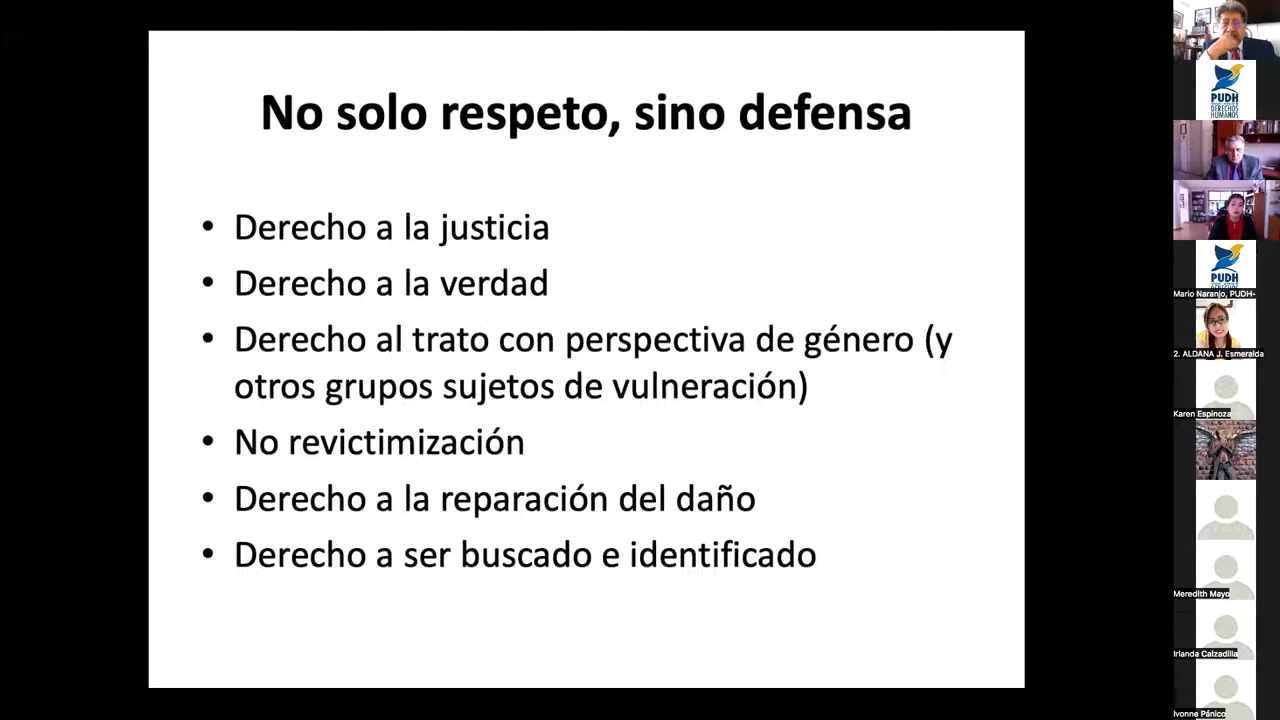 No solo respeto, sino defensa
• Derecho a la justicia
• Derecho a la verdad
• Derecho al trato con perspectiva de género (y
otros grupos sujetos de vulneración)
• No revictimización
• Derecho a la reparación del daño
• Derecho a ser buscado e identificado
PUDH
DERECHOS
HUMANOS
PUDH
Mario Naranjo, PUDH-
2. ALDANA J. Esmeralda
Karen Espinoza
Meredith Mayo
Irlanda Calzadilla
Ivonne Pánico